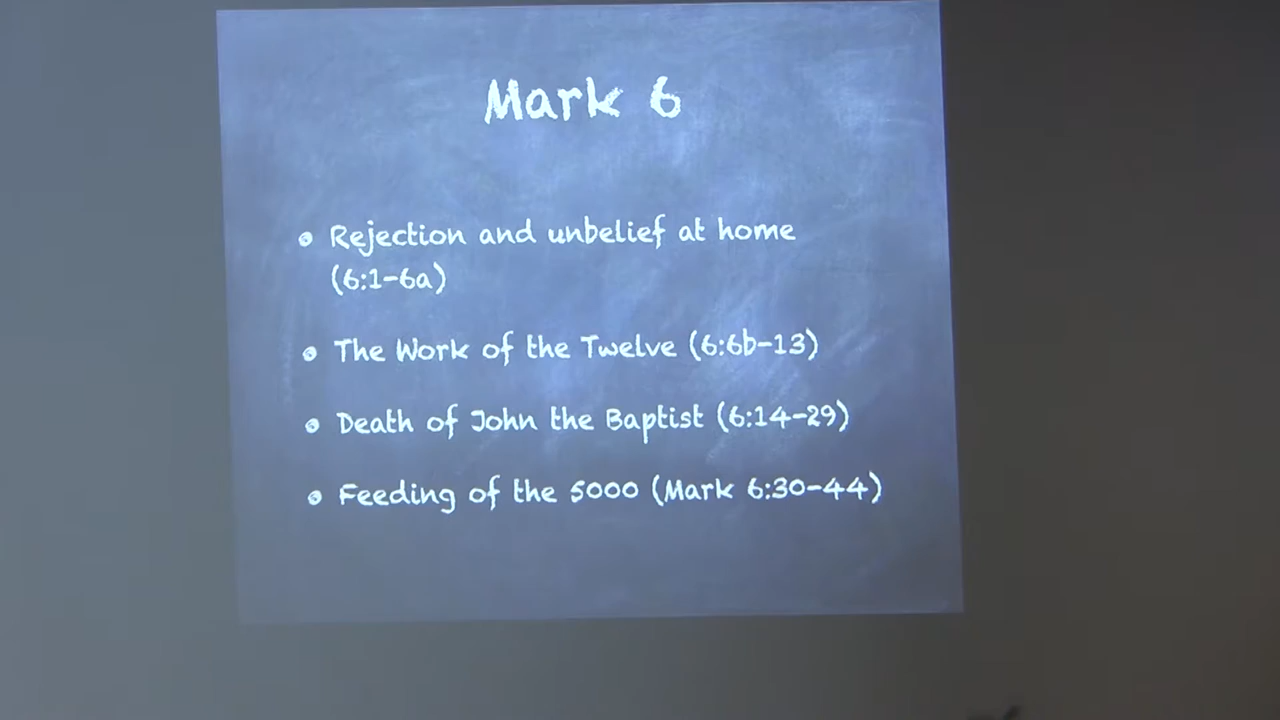 Mark 6
• Rejection and unbelief at home
(6:1-6a)
• The Work of the Twelve (6:6b-13)
• Death of John the Baptist (6:14-29)
• Feeding of the 5000 (Mark 6:30-44)